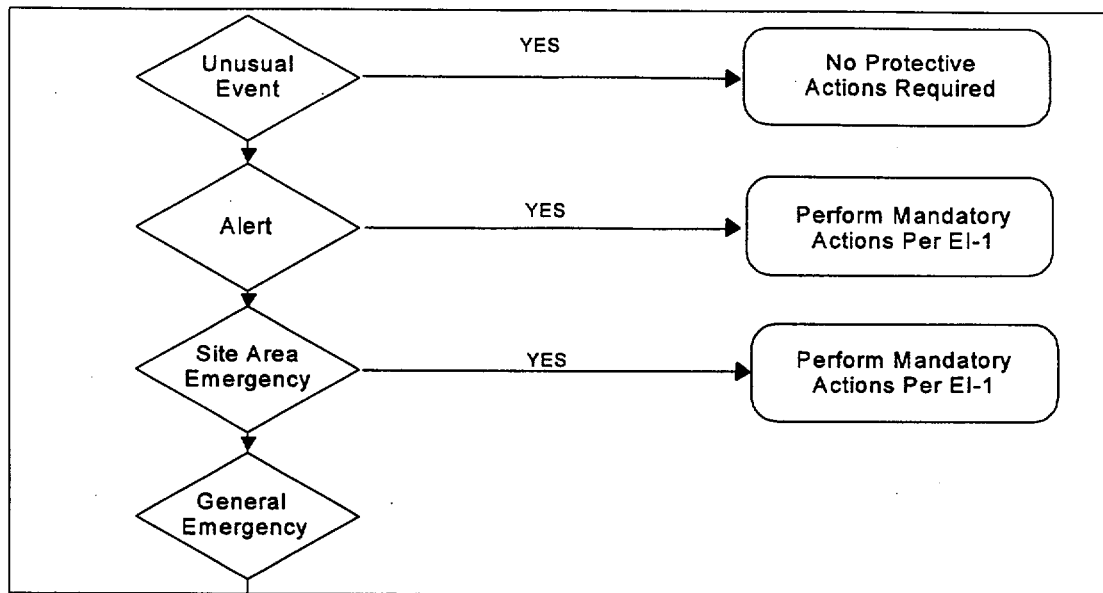 Unusual
Event
YES
No Protective
Actions Required
Alert
YES
Perform Mandatory
Actions Per EI-1
Site Area
Emergency
YES
Perform Mandatory
Actions Per EI-1
General
Emergency